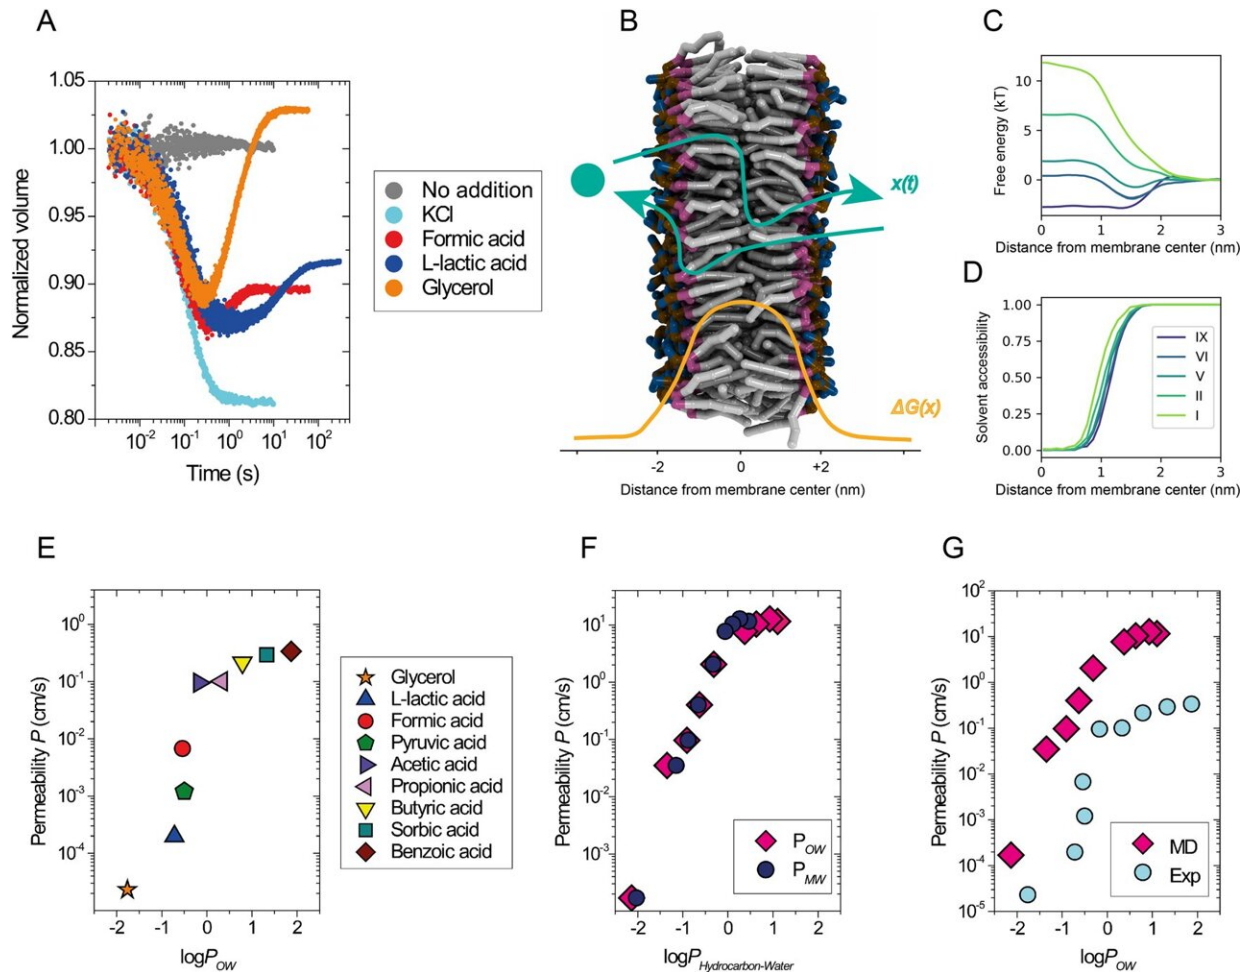 A
1.05
1.00
0.95
0.90
0.85
0.80
Normalized volume
10⁻² 10⁻¹ 10⁰ 10¹ 10²
Time (s)
No addition
KCl
Formic acid
L-lactic acid
Glycerol
B
x(t)
ΔG(x)
-2 0 +2
Distance from membrane center (nm)
C
10
5
0
Free energy (kT)
0 1 2 3
Distance from membrane center (nm)
D
1.00
0.75
0.50
0.25
0.00
Solvent accessibility
IX
VI
V
II
I
0 1 2 3
Distance from membrane center (nm)
E
10⁰
10⁻¹
10⁻²
10⁻³
10⁻⁴
Permeability P (cm/s)
-2 -1 0 1 2
logP_OW
Glycerol
L-lactic acid
Formic acid
Pyruvic acid
Acetic acid
Propionic acid
Butyric acid
Sorbic acid
Benzoic acid
F
10¹
10⁰
10⁻¹
10⁻²
10⁻³
Permeability P (cm/s)
P_OW
P_MW
-2 -1 0 1 2
logP_Hydrocarbon-Water
G
10²
10¹
10⁰
10⁻¹
10⁻²
10⁻³
10⁻⁴
10⁻⁵
Permeability P (cm/s)
MD
Exp
-2 -1 0 1 2
logP_OW